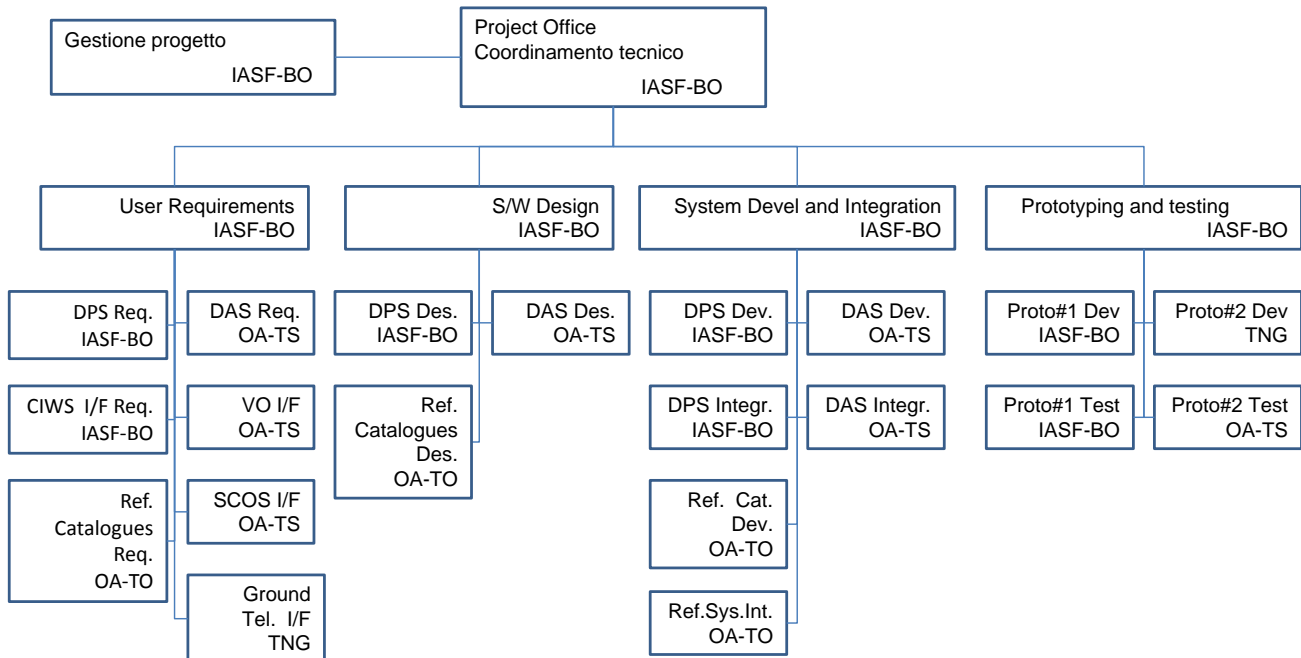 Gestione progetto
IASF-BO
Project Office
Coordinamento tecnico
IASF-BO
User Requirements
IASF-BO
S/W Design
IASF-BO
System Devel and Integration
IASF-BO
Prototyping and testing
IASF-BO
DPS Req.
IASF-BO
DAS Req.
OA-TS
CIWS I/F Req.
IASF-BO
VO I/F
OA-TS
Ref.
Catalogues
Req.
OA-TO
SCOS I/F
OA-TS
Ground
Tel. I/F
TNG
DPS Des.
IASF-BO
DAS Des.
OA-TS
Ref.
Catalogues
Des.
OA-TO
DPS Dev.
IASF-BO
DAS Dev.
OA-TS
DPS Integr.
IASF-BO
DAS Integr.
OA-TS
Ref. Cat.
Dev.
OA-TO
Ref.Sys.Int.
OA-TO
Proto#1 Dev
IASF-BO
Proto#2 Dev
TNG
Proto#1 Test
IASF-BO
Proto#2 Test
OA-TS